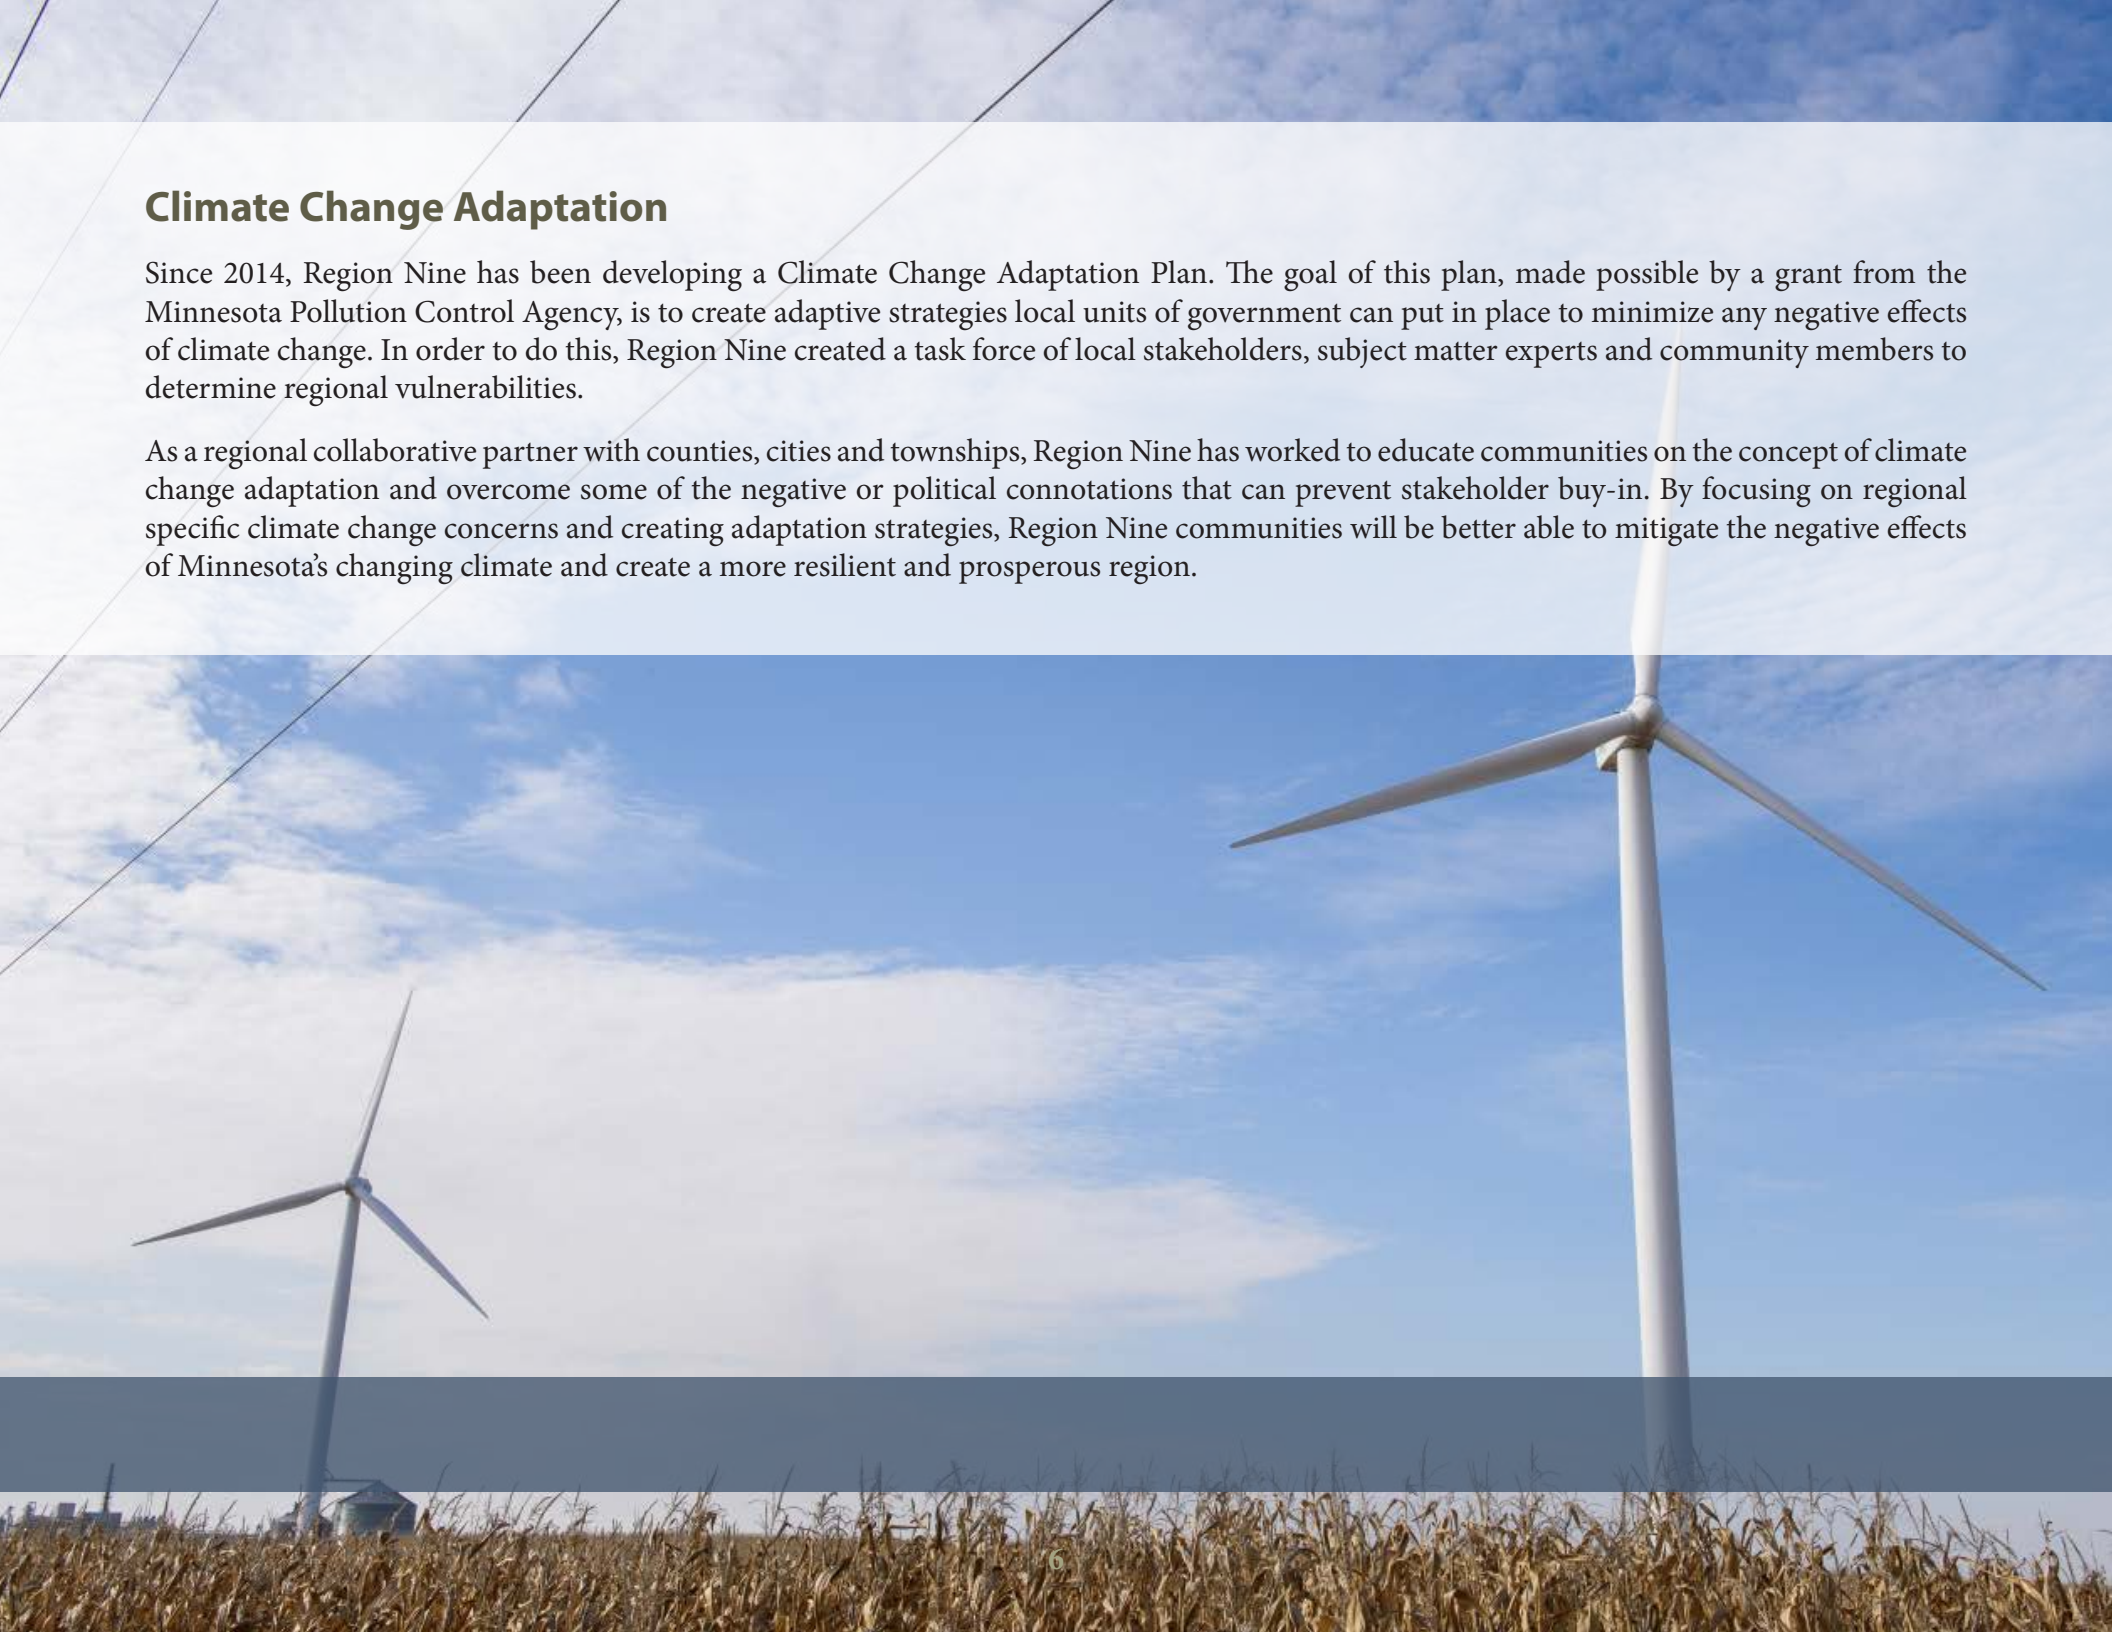 Climate Change Adaptation
Since 2014, Region Nine has been developing a Climate Change Adaptation Plan. The goal of this plan, made possible by a grant from the
Minnesota Pollution Control Agency, is to create adaptive strategies local units of government can put in place to minimize any negative effects
of climate change. In order to do this, Region Nine created a task force of local stakeholders, subject matter experts and community members to
determine regional vulnerabilities.
As a regional collaborative partner with counties, cities and townships, Region Nine has worked to educate communities on the concept of climate
change adaptation and overcome some of the negative or political connotations that can prevent stakeholder buy-in. By focusing on regional
specific climate change concerns and creating adaptation strategies, Region Nine communities will be better able to mitigate the negative effects
of Minnesota’s changing climate and create a more resilient and prosperous region.
6